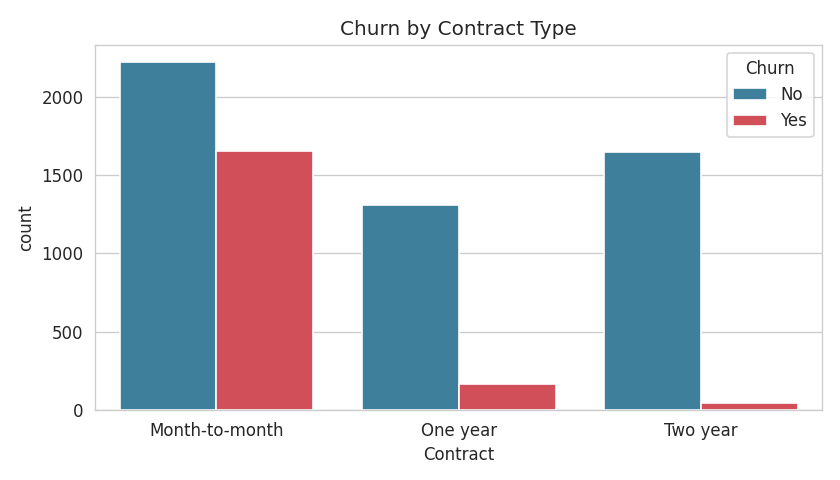 Churn by Contract Type
Churn
No
Yes
2000
1500
1000
500
0
count
Month-to-month
One year
Two year
Contract